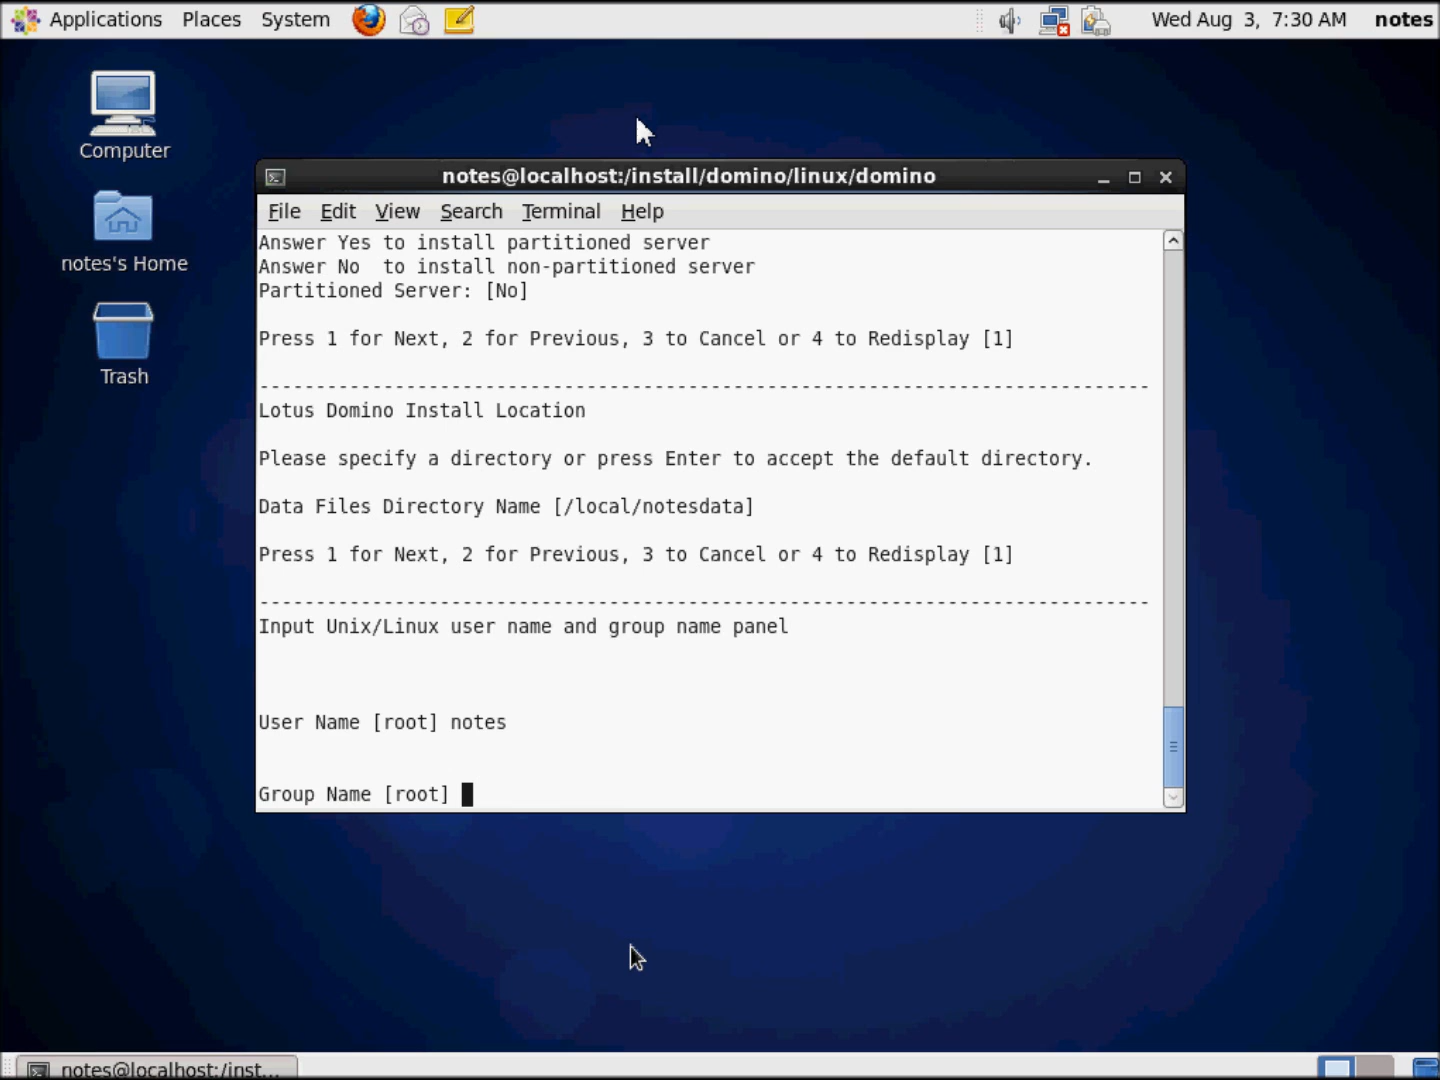 Applications Places System Wed Aug 3, 7:30 AM notes
Computer
notes's Home
Trash
notes@localhost:/install/domino/linux/domino
File Edit View Search Terminal Help
Answer Yes to install partitioned server
Answer No  to install non-partitioned server
Partitioned Server: [No]
Press 1 for Next, 2 for Previous, 3 to Cancel or 4 to Redisplay [1]
-------------------------------------------------------------------------------
Lotus Domino Install Location
Please specify a directory or press Enter to accept the default directory.
Data Files Directory Name [/local/notesdata]
Press 1 for Next, 2 for Previous, 3 to Cancel or 4 to Redisplay [1]
-------------------------------------------------------------------------------
Input Unix/Linux user name and group name panel
User Name [root] notes
Group Name [root]
notes@localhost:/inst...